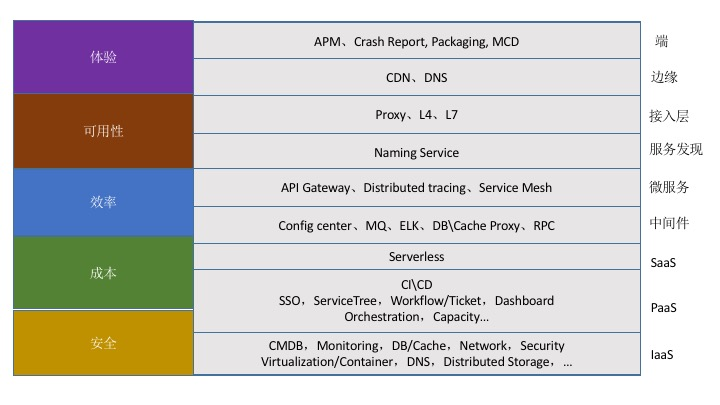 体验
APM、Crash Report, Packaging, MCD
端
CDN、DNS
边缘
可用性
Proxy、L4、L7
接入层
Naming Service
服务发现
效率
API Gateway、Distributed tracing、Service Mesh
微服务
Config center、MQ、ELK、DB\Cache Proxy、RPC
中间件
成本
Serverless
SaaS
CI\CD
SSO，ServiceTree，Workflow/Ticket，Dashboard
Orchestration，Capacity…
PaaS
安全
CMDB，Monitoring，DB/Cache，Network，Security
Virtualization/Container，DNS，Distributed Storage，…
IaaS